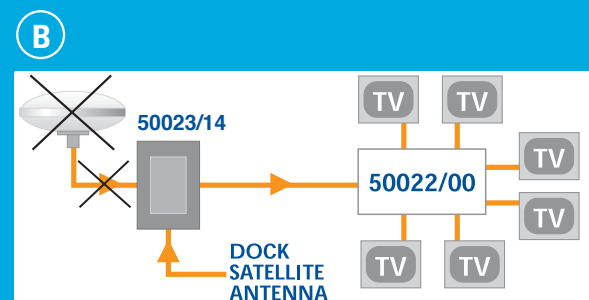 B
50023/14
TV
TV
TV
50022/00
TV
DOCK
SATELLITE
ANTENNA
TV
TV